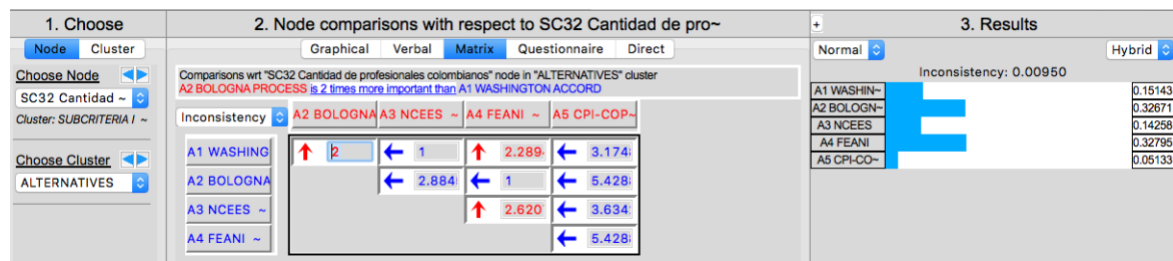 1. Choose
Node Cluster
Choose Node
SC32 Cantidad ~
Cluster: SUBCRITERIA I ~
Choose Cluster
ALTERNATIVES
2. Node comparisons with respect to SC32 Cantidad de pro~
Graphical Verbal Matrix Questionnaire Direct
Comparisons wrt "SC32 Cantidad de profesionales colombianos" node in "ALTERNATIVES" cluster
A2 BOLOGNA PROCESS is 2 times more important than A1 WASHINGTON ACCORD
Inconsistency A2 BOLOGNA A3 NCEES ~ A4 FEANI ~ A5 CPI-COP~
A1 WASHING 2 1 2.289 3.174
A2 BOLOGNA 2.884 1 5.428
A3 NCEES ~ 2.620 3.634
A4 FEANI ~ 5.428
+ 3. Results
Normal Hybrid
Inconsistency: 0.00950
A1 WASHIN~ 0.15143
A2 BOLOGN~ 0.32671
A3 NCEES 0.14258
A4 FEANI 0.32795
A5 CPI-CO~ 0.05133